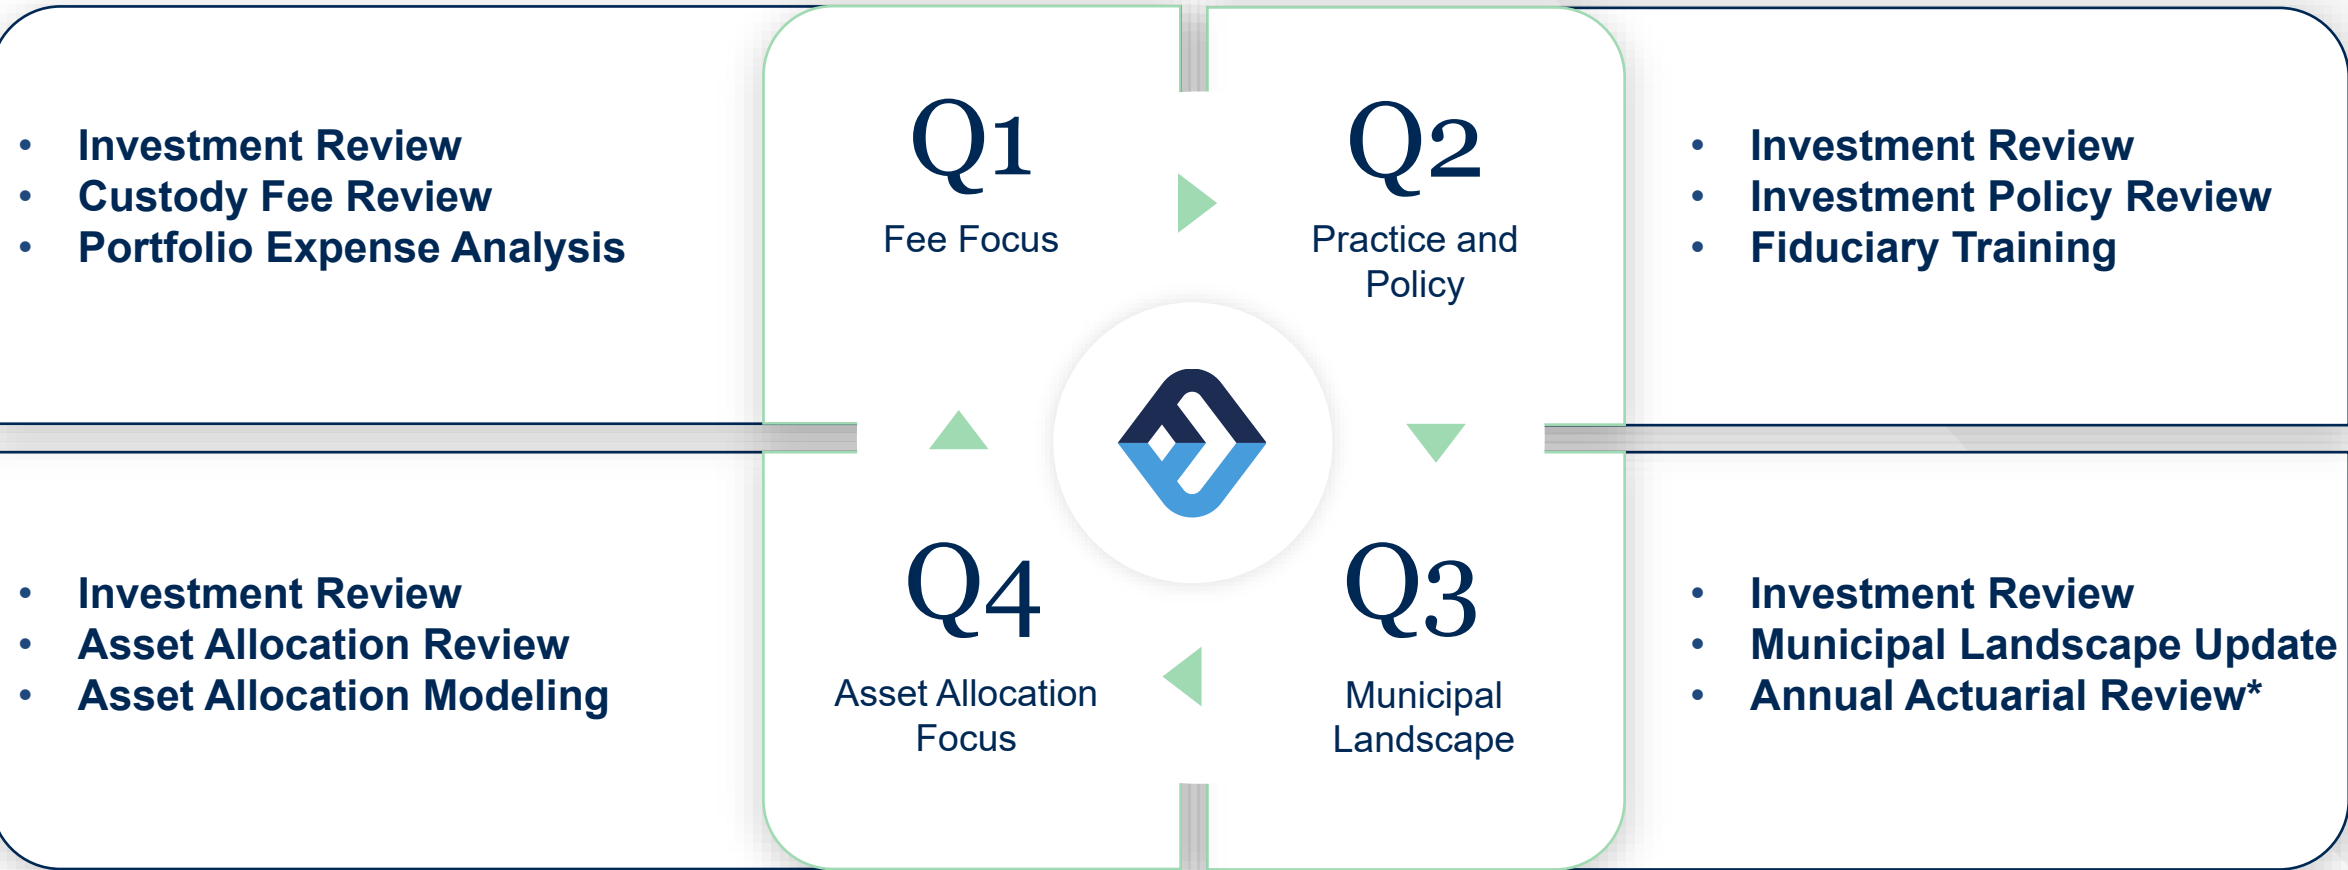 Q1
Fee Focus
• Investment Review
• Custody Fee Review
• Portfolio Expense Analysis
Q2
Practice and
Policy
• Investment Review
• Investment Policy Review
• Fiduciary Training
Q3
Municipal
Landscape
• Investment Review
• Municipal Landscape Update
• Annual Actuarial Review*
Q4
Asset Allocation
Focus
• Investment Review
• Asset Allocation Review
• Asset Allocation Modeling